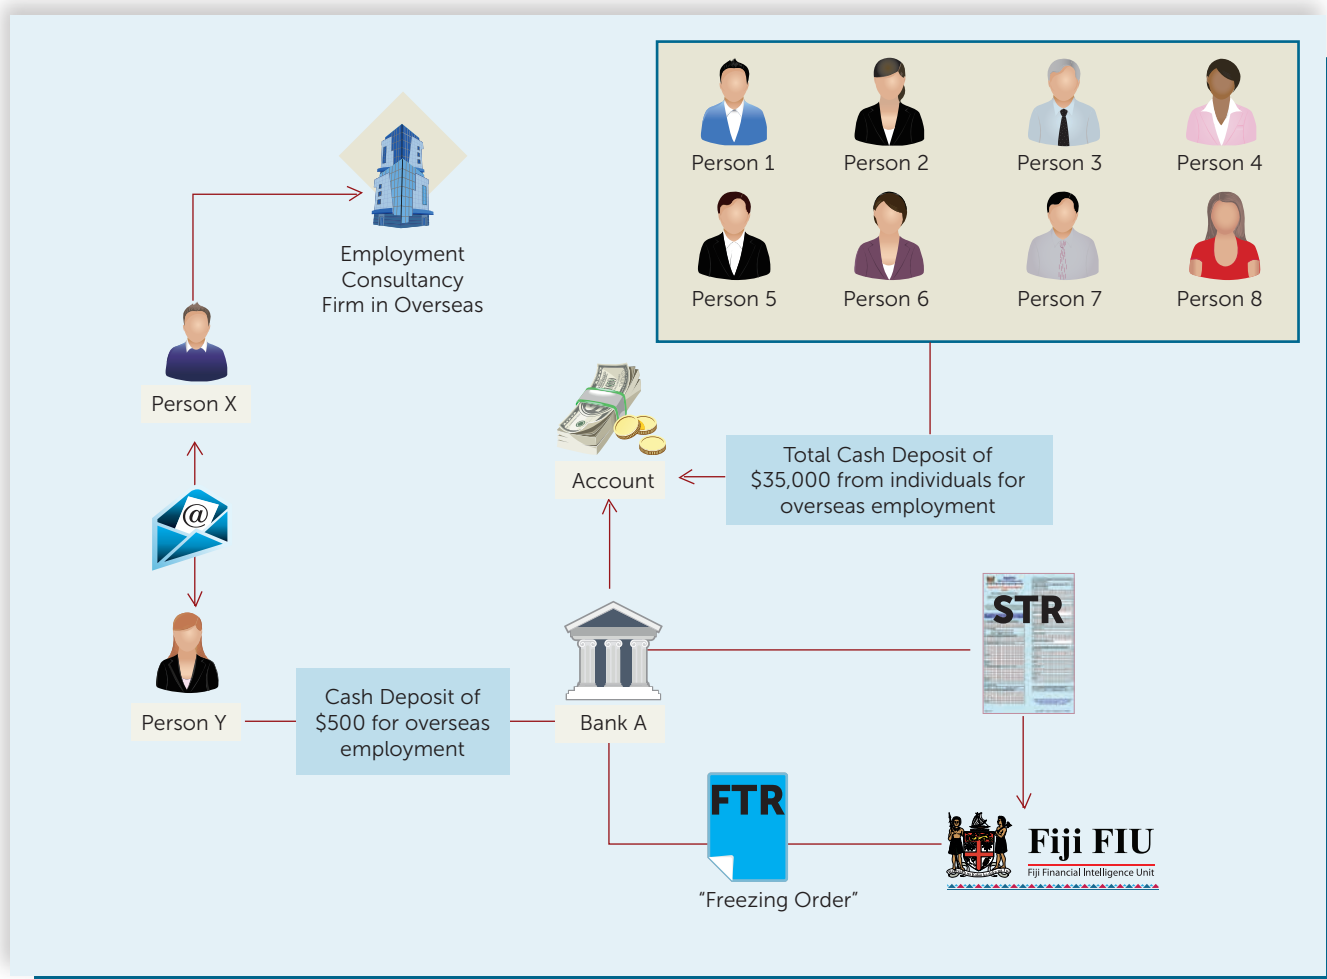 Person 1
Person 2
Person 3
Person 4
Person 5
Person 6
Person 7
Person 8
Employment
Consultancy
Firm in Overseas
Person X
@
Account
Total Cash Deposit of
$35,000 from individuals for
overseas employment
STR
Person Y
Cash Deposit of
$500 for overseas
employment
Bank A
FTR
“Freezing Order”
Fiji FIU
Fiji Financial Intelligence Unit